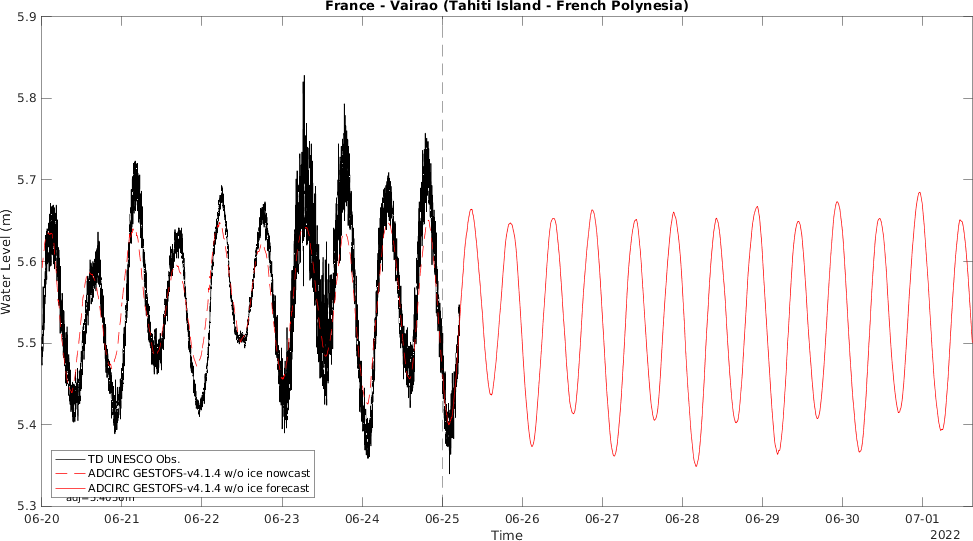 France - Vairao (Tahiti Island - French Polynesia)
5.9
5.8
5.7
5.6
5.5
5.4
5.3
Water Level (m)
TD UNESCO Obs.
ADCIRC GESTOFS-v4.1.4 w/o ice nowcast
ADCIRC GESTOFS-v4.1.4 w/o ice forecast
06-20 06-21 06-22 06-23 06-24 06-25 06-26 06-27 06-28 06-29 06-30 07-01
Time
2022